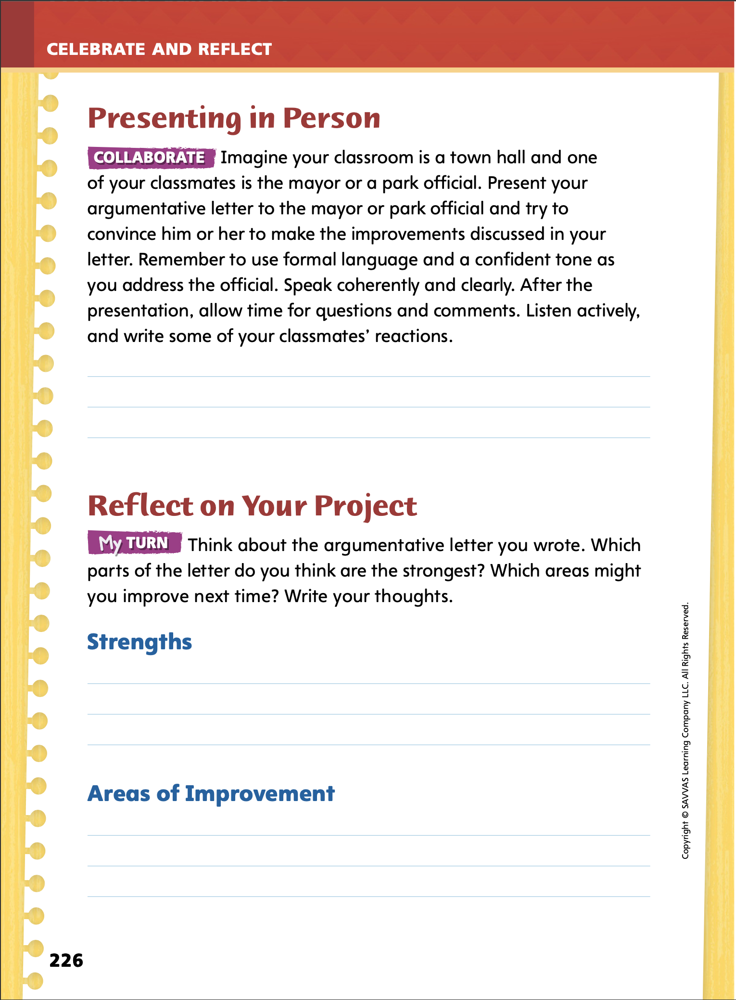 CELEBRATE AND REFLECT
Presenting in Person
COLLABORATE Imagine your classroom is a town hall and one
of your classmates is the mayor or a park official. Present your
argumentative letter to the mayor or park official and try to
convince him or her to make the improvements discussed in your
letter. Remember to use formal language and a confident tone as
you address the official. Speak coherently and clearly. After the
presentation, allow time for questions and comments. Listen actively,
and write some of your classmates’ reactions.
Reflect on Your Project
My TURN Think about the argumentative letter you wrote. Which
parts of the letter do you think are the strongest? Which areas might
you improve next time? Write your thoughts.
Strengths
Areas of Improvement
Copyright © SAVVAS Learning Company LLC. All Rights Reserved.
226